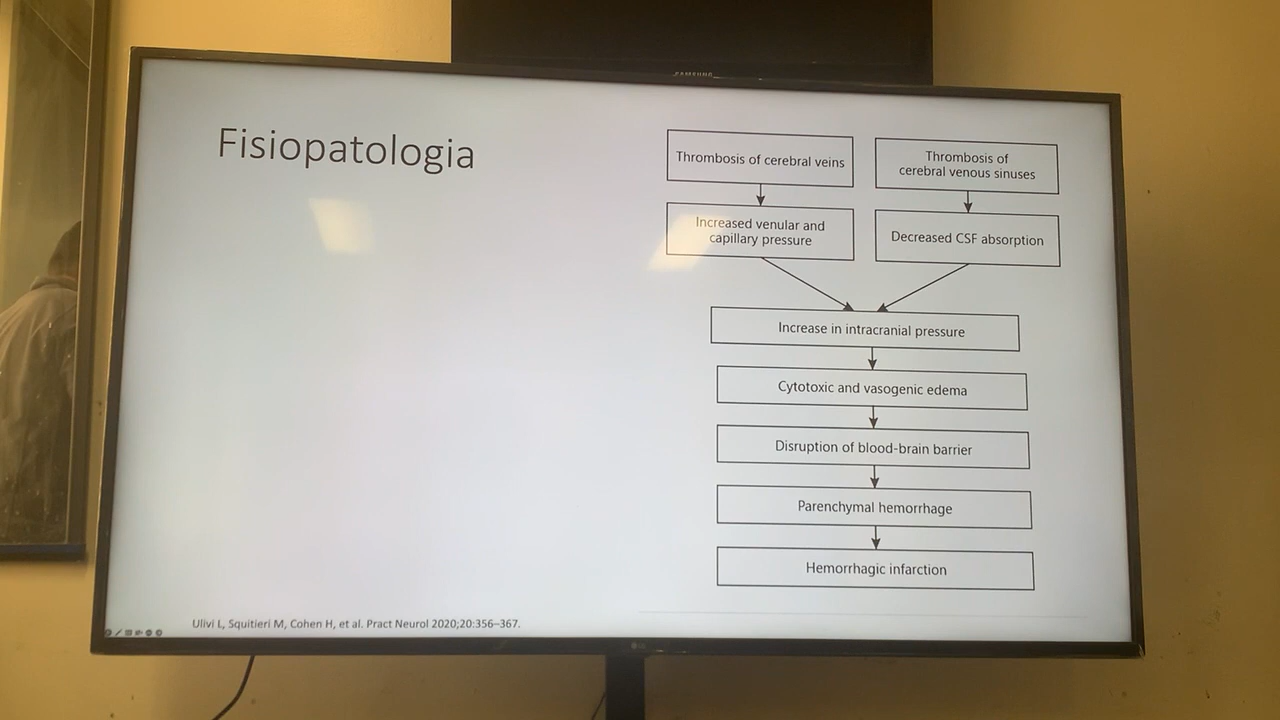 SAMSUNG
Fisiopatologia
Thrombosis of cerebral veins
Thrombosis of
cerebral venous sinuses
Increased venular and
capillary pressure
Decreased CSF absorption
Increase in intracranial pressure
Cytotoxic and vasogenic edema
Disruption of blood-brain barrier
Parenchymal hemorrhage
Hemorrhagic infarction
Ulivi L, Squitieri M, Cohen H, et al. Pract Neurol 2020;20:356–367.
LG